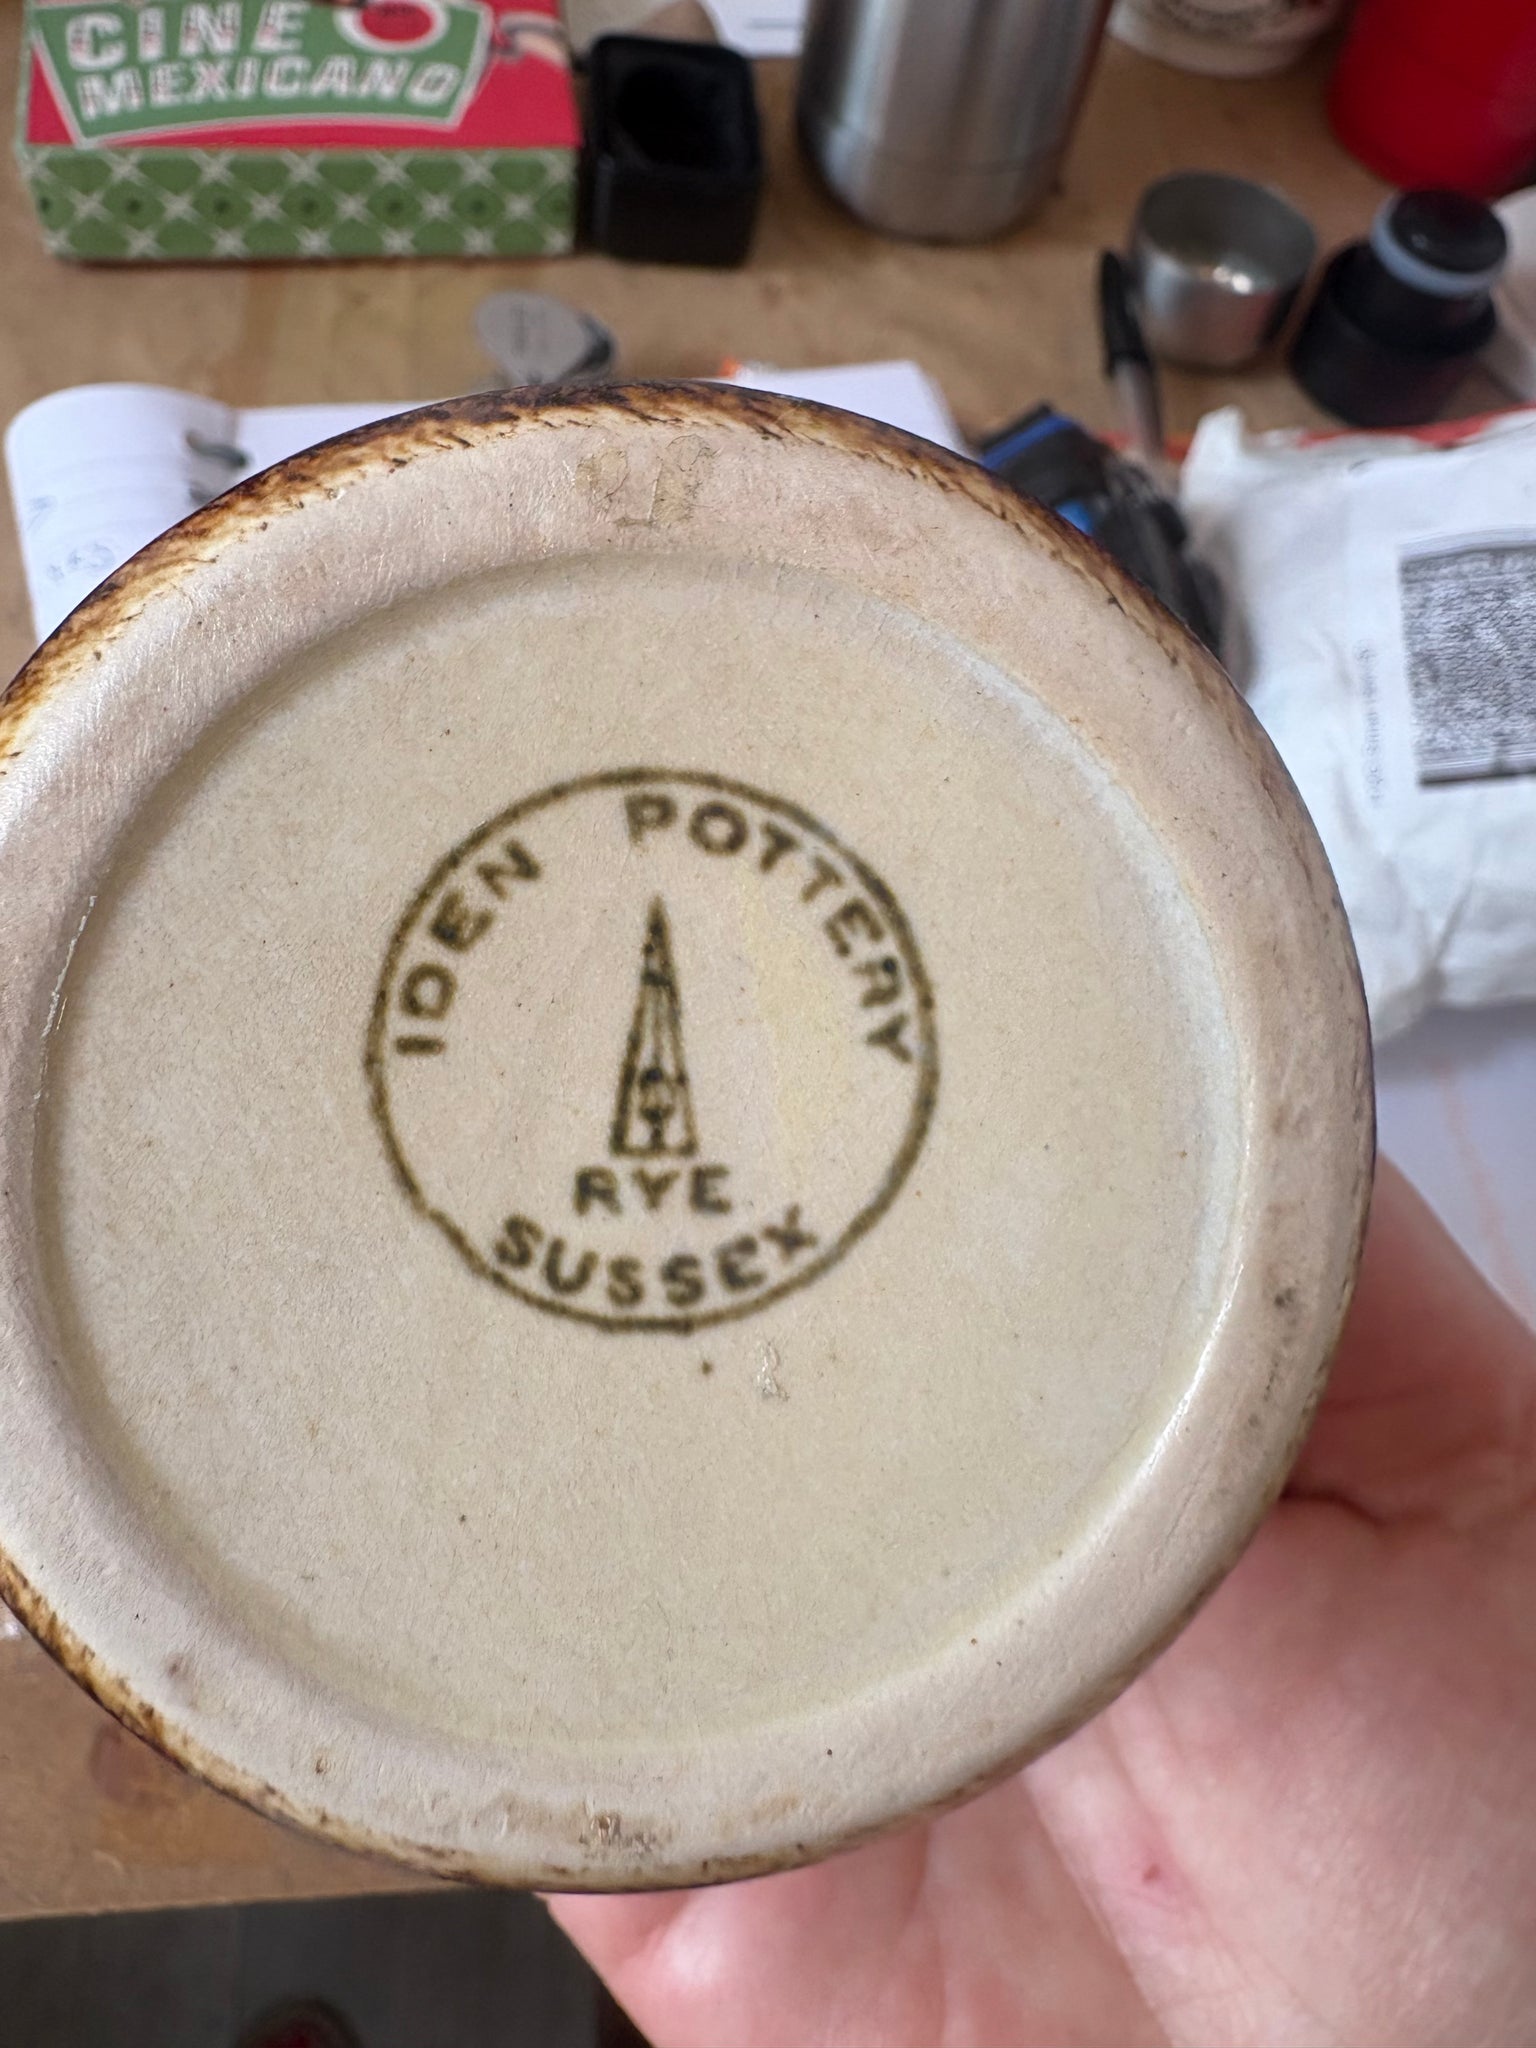 CINE
MEXICANO
IDEN POTTERY
RYE
SUSSEX